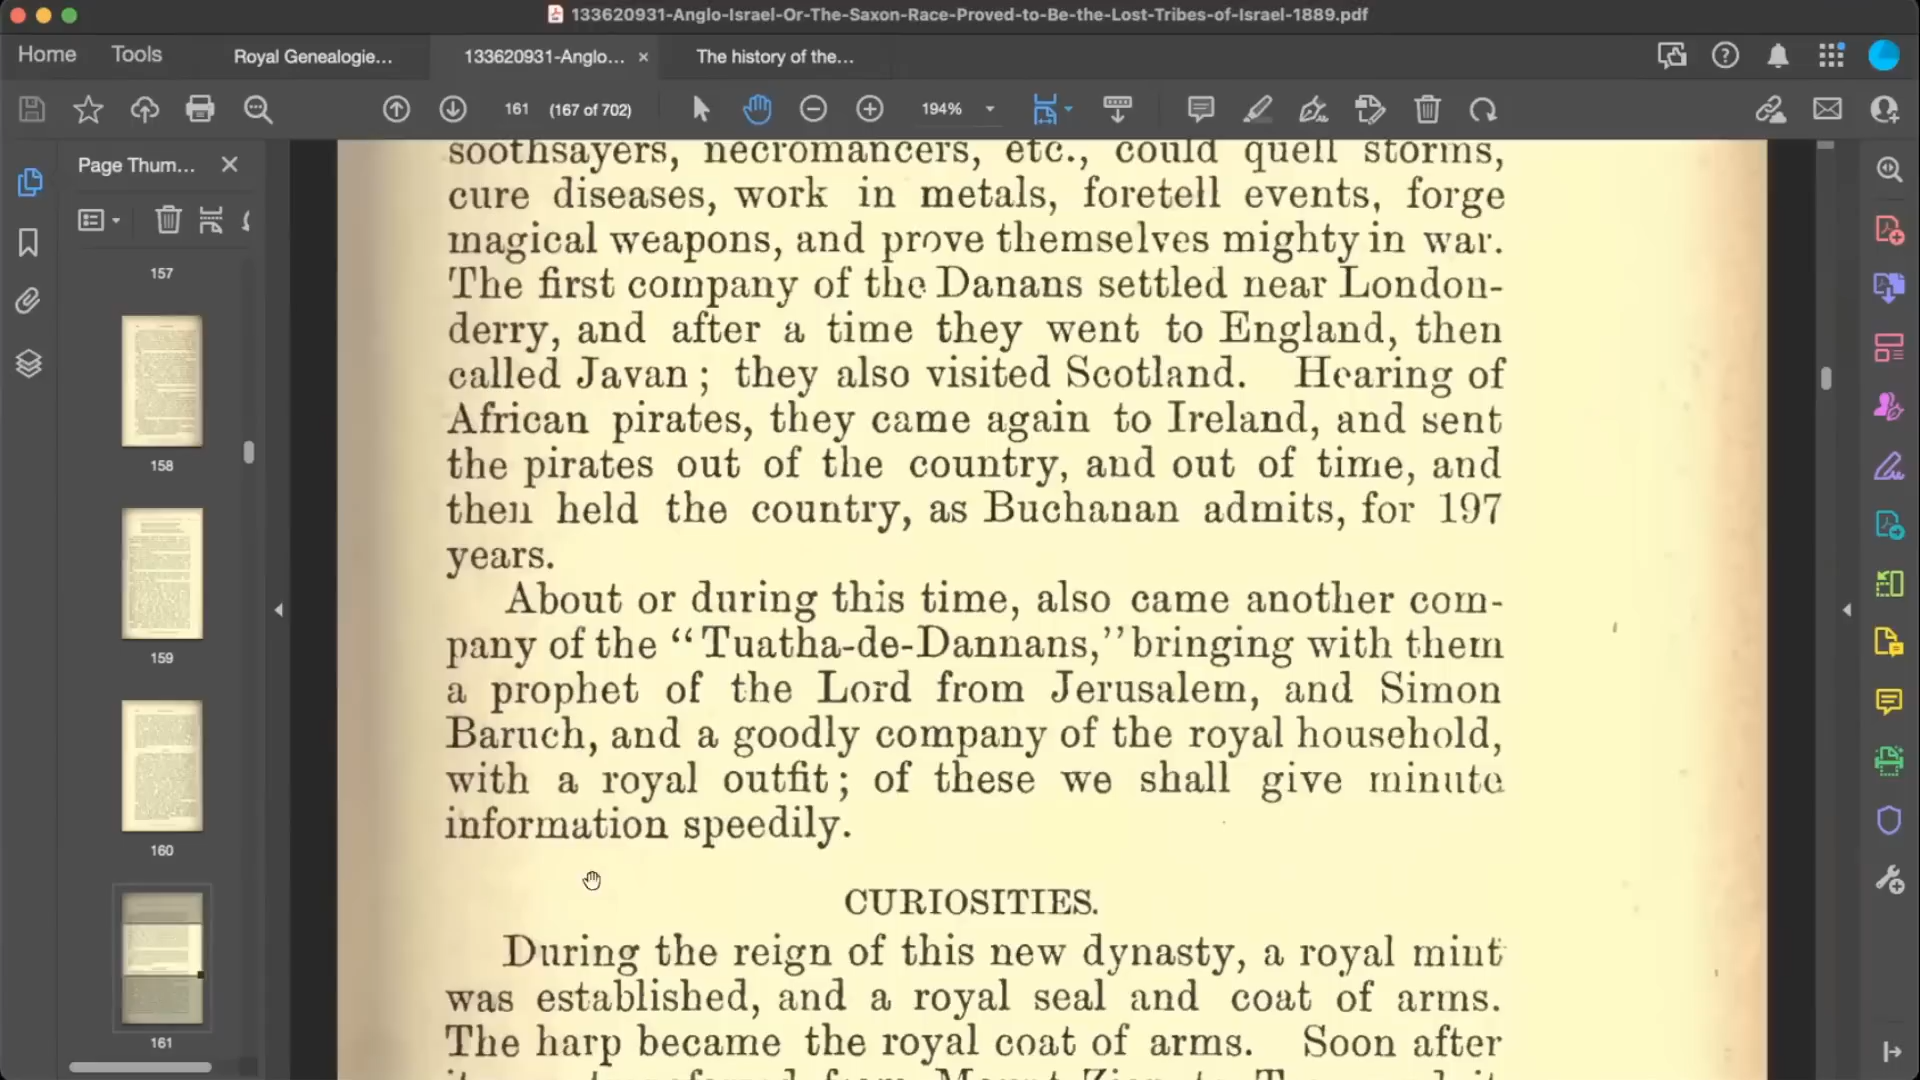 133620931-Anglo-Israel-Or-The-Saxon-Race-Proved-to-Be-the-Lost-Tribes-of-Israel-1889.pdf
Home
Tools
Royal Genealogie...
133620931-Anglo...
The history of the...
161
(167 of 702)
194%
Page Thum...
157
158
159
160
161
soothsayers, necromancers, etc., could quell storms,
cure diseases, work in metals, foretell events, forge
magical weapons, and prove themselves mighty in war.
The first company of the Danans settled near London-
derry, and after a time they went to England, then
called Javan; they also visited Scotland. Hearing of
African pirates, they came again to Ireland, and sent
the pirates out of the country, and out of time, and
then held the country, as Buchanan admits, for 197
years.
About or during this time, also came another com-
pany of the “Tuatha-de-Dannans,” bringing with them
a prophet of the Lord from Jerusalem, and Simon
Baruch, and a goodly company of the royal household,
with a royal outfit; of these we shall give minute
information speedily.
CURIOSITIES.
During the reign of this new dynasty, a royal mint
was established, and a royal seal and coat of arms.
The harp became the royal coat of arms. Soon after